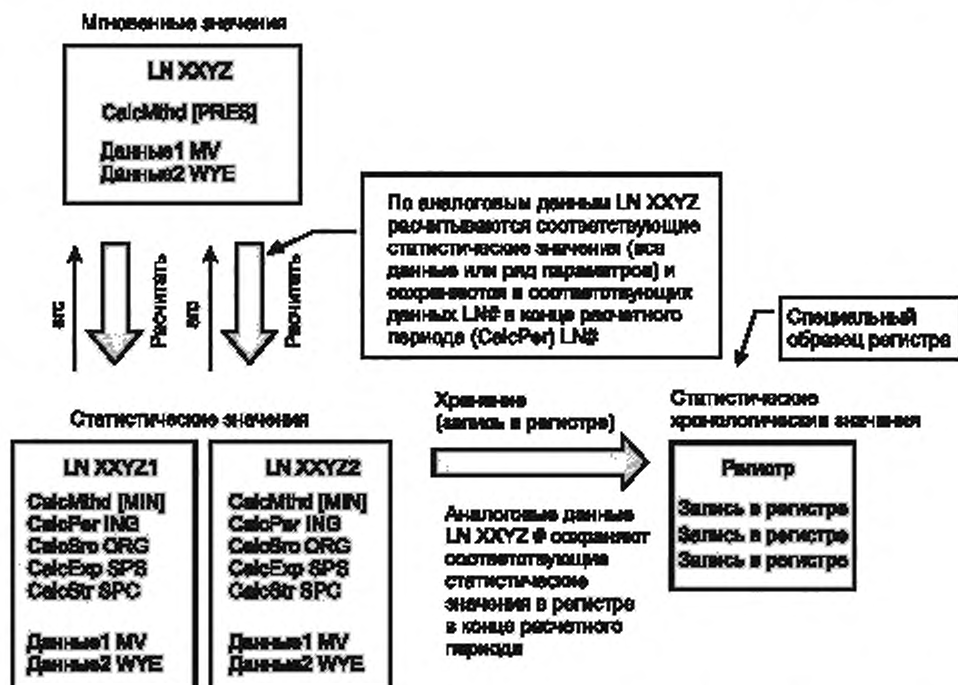 Мгновенные значения
LN XXYZ
CalcMthd [PRES]
Данные1 MV
Данные2 WYE
По аналоговым данным LN XXYZ
расчитываются соответствующие
статистические значения (все
данные или ряд параметров) и
сохраняются в соответствующих
данных LN# в конце расчетного
периода (CalcPer) LN#
Расчитать
Расчитать
Специальный
образец регистра
Статистические значения
LN XXYZ1
CalcMthd [MIN]
CalcPer ING
CalcSrc ORG
CalcExp SPS
CalcStr SPC
Данные1 MV
Данные2 WYE
LN XXYZ2
CalcMthd [MIN]
CalcPer ING
CalcSrc ORG
CalcExp SPS
CalcStr SPC
Данные1 MV
Данные2 WYE
Хранение
(запись в регистре)
Аналоговые данные
LN XXYZ # сохраняют
соответствующие
статистические
значения в регистре
в конце расчетного
периода
Статистические
хронологические значения
Регистр
Запись в регистре
Запись в регистре
Запись в регистре